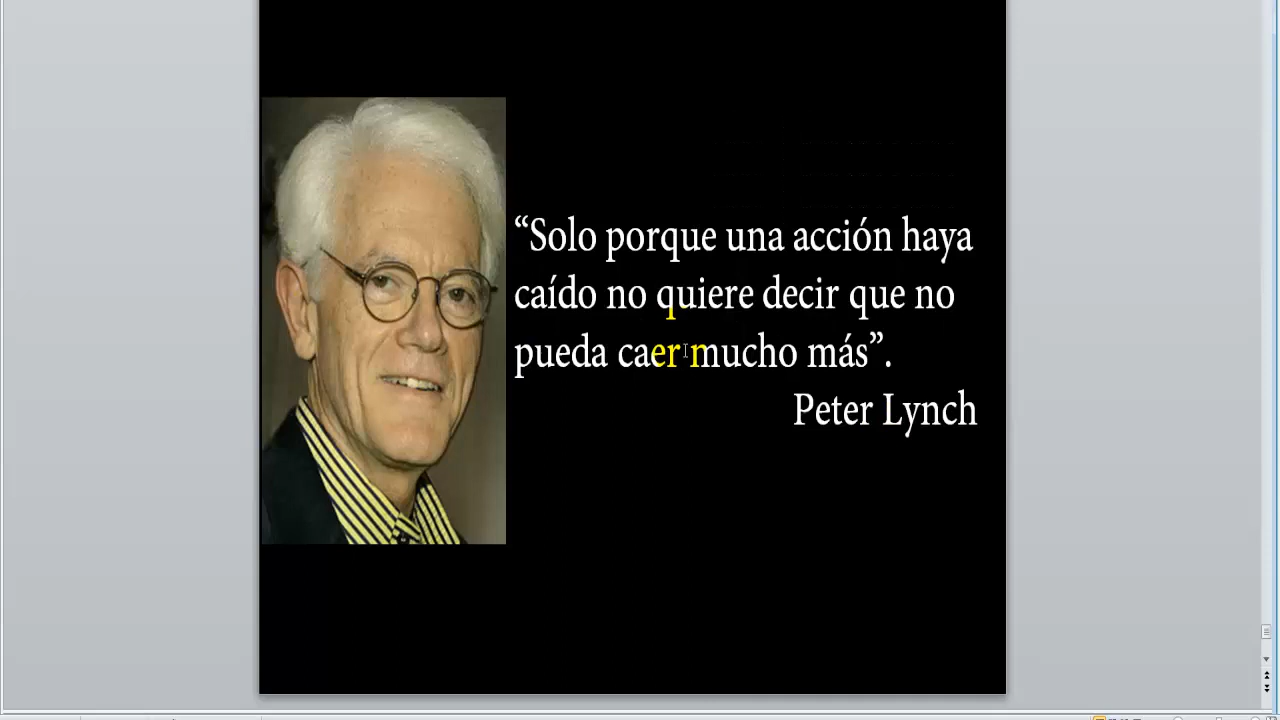 “Solo porque una acción haya
caído no quiere decir que no
pueda caer mucho más”.
Peter Lynch